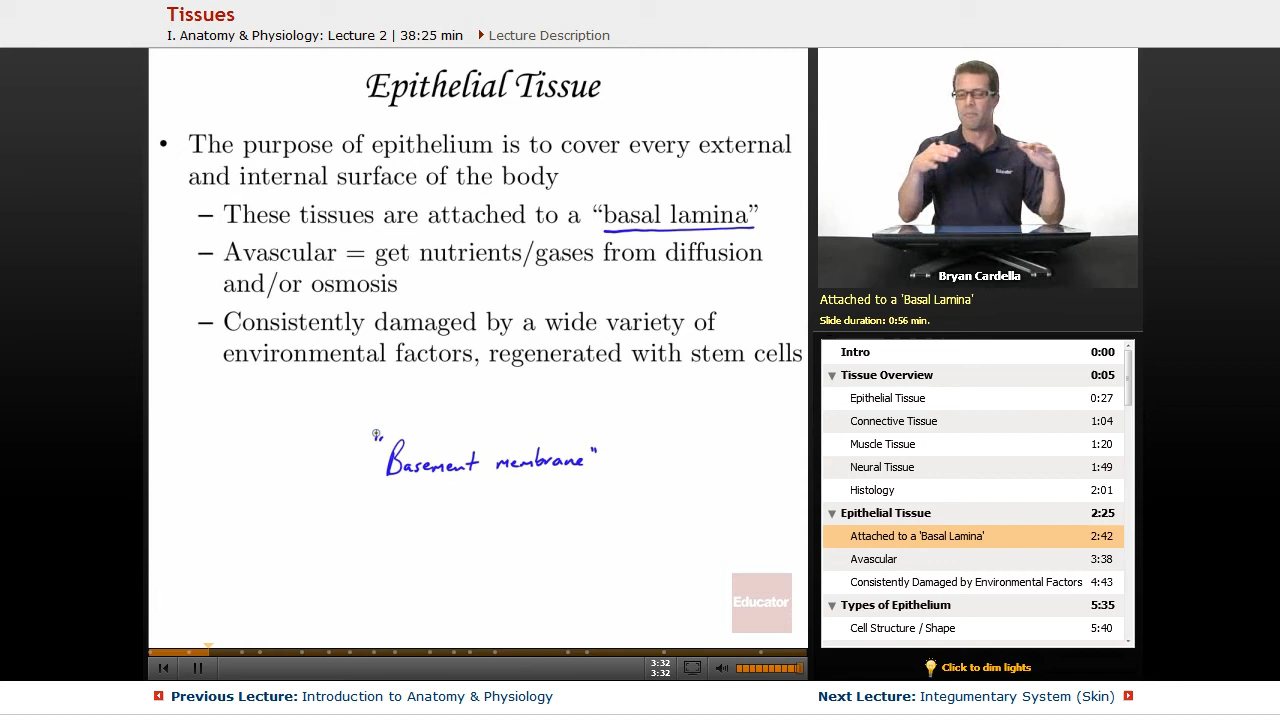 Tissues
I. Anatomy & Physiology: Lecture 2 | 38:25 min Lecture Description
Epithelial Tissue
• The purpose of epithelium is to cover every external
and internal surface of the body
– These tissues are attached to a “basal lamina”
– Avascular = get nutrients/gases from diffusion
and/or osmosis
– Consistently damaged by a wide variety of
environmental factors, regenerated with stem cells
"Basement membrane"
Educator
3:32
3:32
Educator
Bryan Cardella
Attached to a 'Basal Lamina'
Slide duration: 0:56 min.
Intro 0:00
Tissue Overview 0:05
Epithelial Tissue 0:27
Connective Tissue 1:04
Muscle Tissue 1:20
Neural Tissue 1:49
Histology 2:01
Epithelial Tissue 2:25
Attached to a 'Basal Lamina' 2:42
Avascular 3:38
Consistently Damaged by Environmental Factors 4:43
Types of Epithelium 5:35
Cell Structure / Shape 5:40
Click to dim lights
Previous Lecture: Introduction to Anatomy & Physiology
Next Lecture: Integumentary System (Skin)